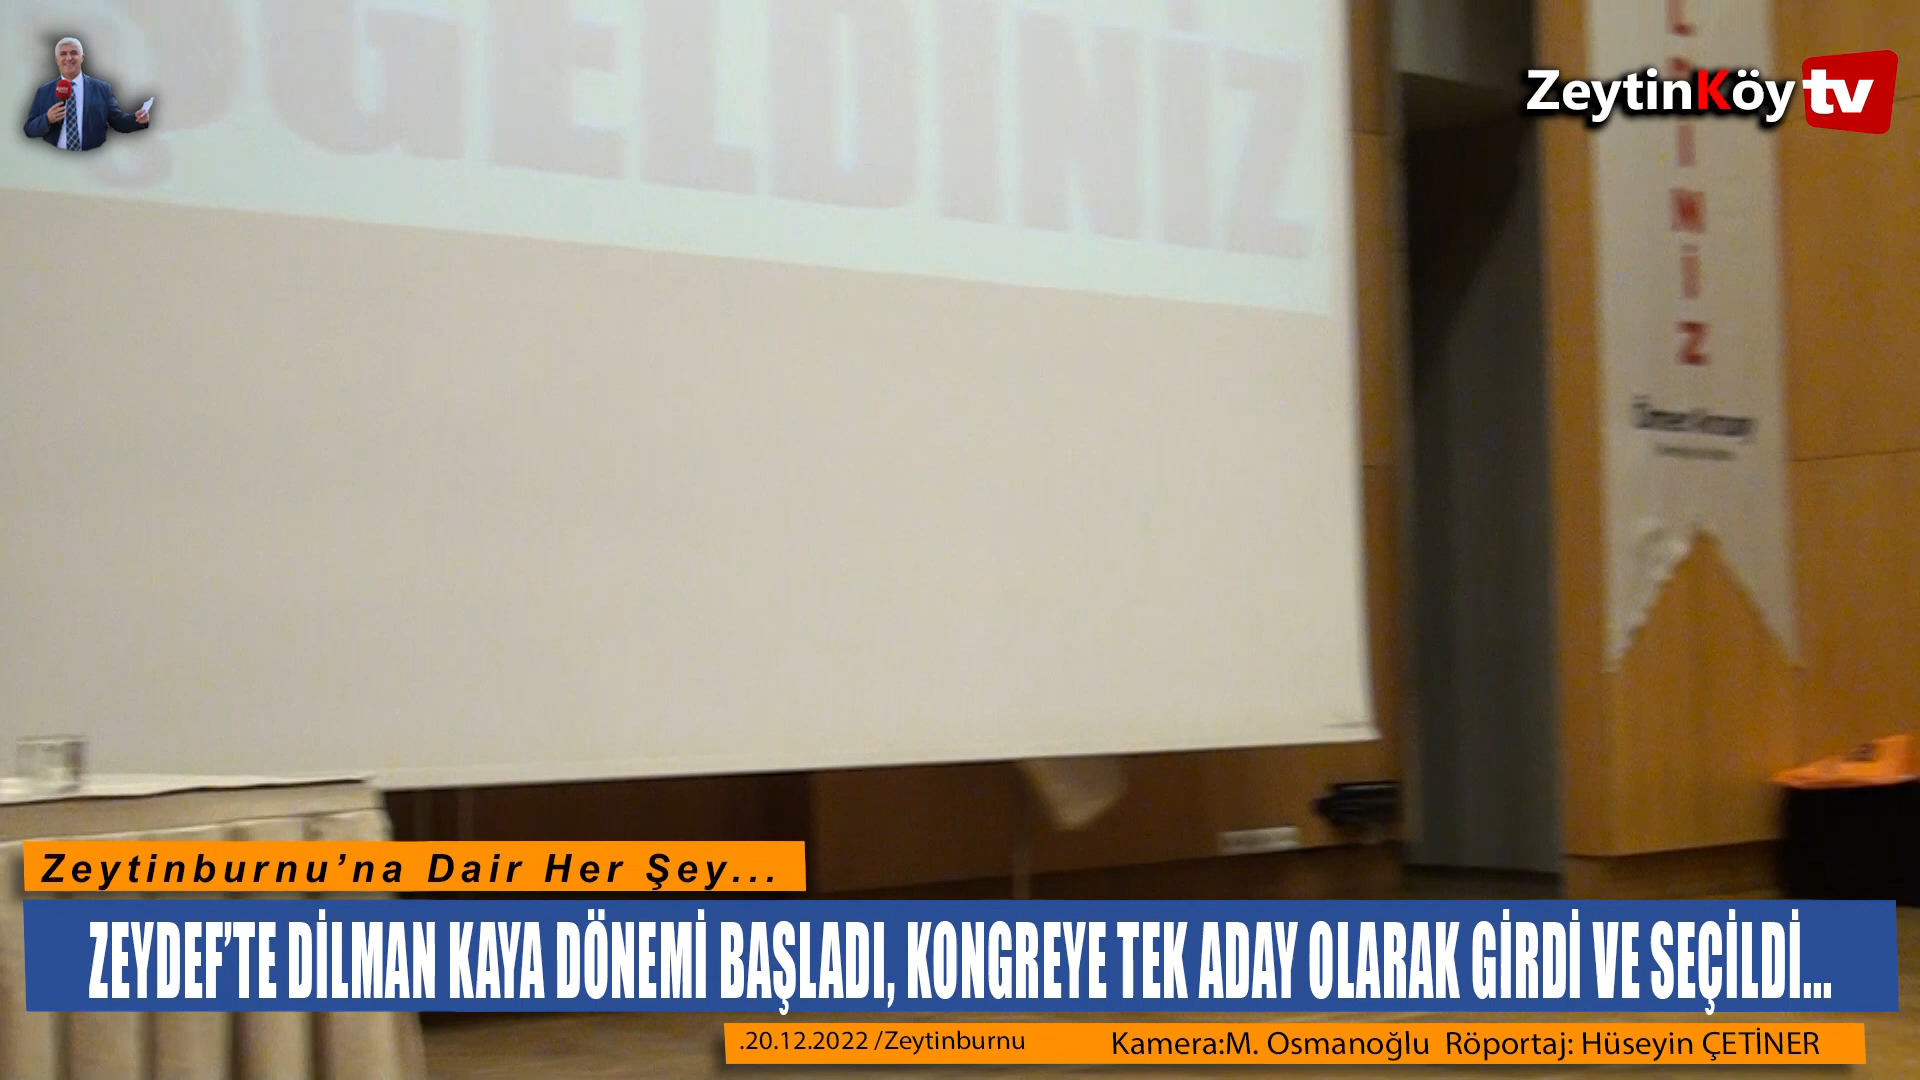 ŞGELDİNİZ
ZeytinKöy tv
L
D
İ
N
İ
Z
Zeytinburnu’na Dair Her Şey...
ZEYDEF’TE DİLMAN KAYA DÖNEMİ BAŞLADI, KONGREYE TEK ADAY OLARAK GİRDİ VE SEÇİLDİ...
.20.12.2022 /Zeytinburnu
Kamera:M. Osmanoğlu Röportaj: Hüseyin ÇETİNER